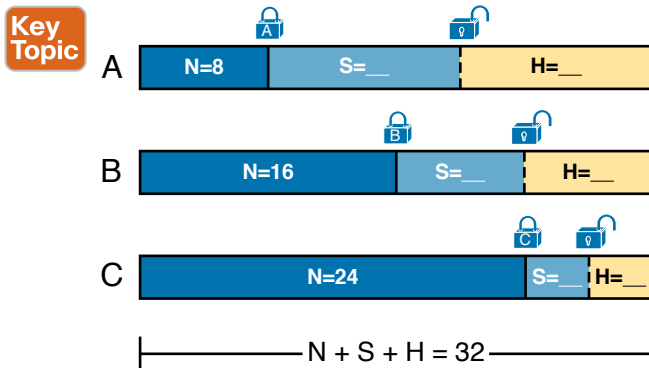 Key
Topic
A
A
N=8 S=__ H=__
B
B
N=16 S=__ H=__
C
C
N=24 S=__ H=__
N + S + H = 32